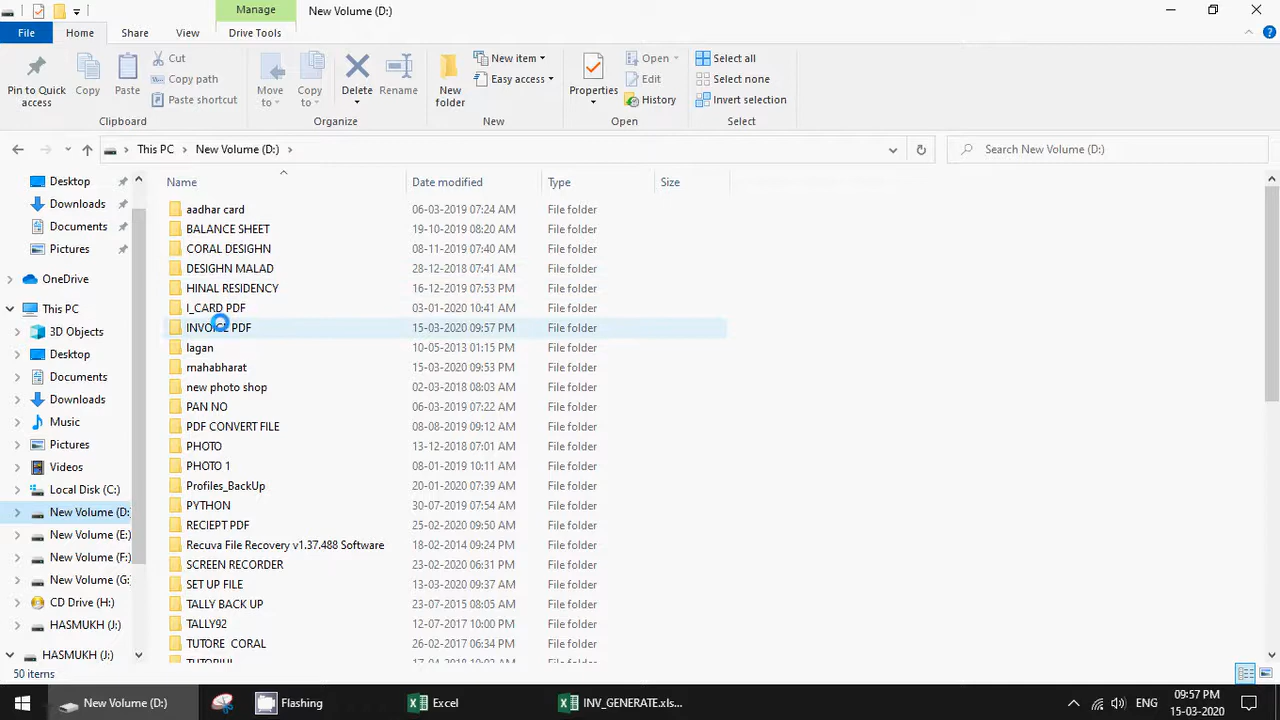 Manage
New Volume (D:)
File
Home
Share
View
Drive Tools
Pin to Quick access
Copy
Paste
Cut
Copy path
Paste shortcut
Clipboard
Move to
Copy to
Delete
Rename
Organize
New folder
New item
Easy access
New
Properties
Open
Edit
History
Open
Select all
Select none
Invert selection
Select
This PC
New Volume (D:)
Search New Volume (D:)
Desktop
Downloads
Documents
Pictures
OneDrive
This PC
3D Objects
Desktop
Documents
Downloads
Music
Pictures
Videos
Local Disk (C:)
New Volume (D:
New Volume (E:)
New Volume (F:)
New Volume (G:
CD Drive (H:)
HASMUKH (J:)
HASMUKH (J:)
Name Date modified Type Size
aadhar card 06-03-2019 07:24 AM File folder
BALANCE SHEET 19-10-2019 08:20 AM File folder
CORAL DESIGHN 08-11-2019 07:40 AM File folder
DESIGHN MALAD 28-12-2018 07:41 AM File folder
HINAL RESIDENCY 16-12-2019 07:53 PM File folder
I_CARD PDF 03-01-2020 10:41 AM File folder
INVOICE PDF 15-03-2020 09:57 PM File folder
lagan 10-05-2013 01:15 PM File folder
mahabharat 15-03-2020 09:53 PM File folder
new photo shop 02-03-2018 08:03 AM File folder
PAN NO 06-03-2019 07:22 AM File folder
PDF CONVERT FILE 08-08-2019 09:12 AM File folder
PHOTO 13-12-2018 07:01 AM File folder
PHOTO 1 08-01-2019 10:11 AM File folder
Profiles_BackUp 20-01-2020 07:39 AM File folder
PYTHON 30-07-2019 07:54 AM File folder
RECIEPT PDF 25-02-2020 09:50 AM File folder
Recuva File Recovery v1.37.488 Software 18-02-2014 09:24 PM File folder
SCREEN RECORDER 23-02-2020 06:31 PM File folder
SET UP FILE 13-03-2020 09:37 AM File folder
TALLY BACK UP 23-07-2015 08:05 AM File folder
TALLY92 12-07-2017 10:00 PM File folder
TUTORE CORAL 26-02-2017 06:34 PM File folder
50 items
New Volume (D:)
Flashing
Excel
INV_GENERATE.xls...
ENG
09:57 PM
15-03-2020